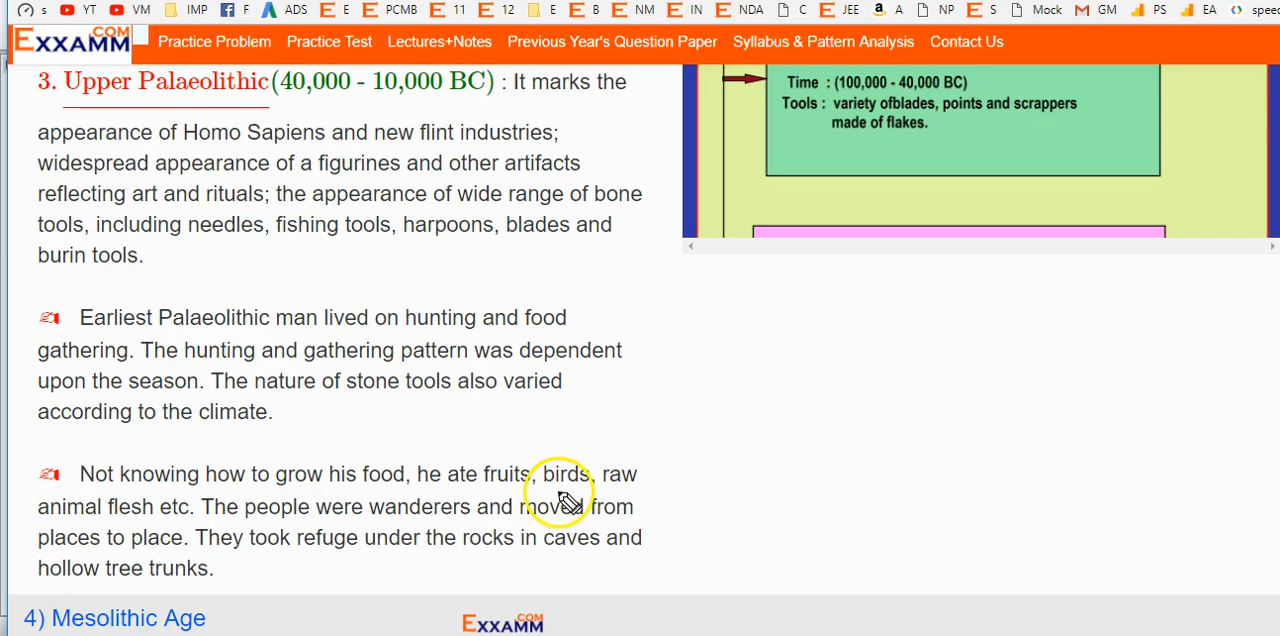 s YT VM IMP F ADS E PCMB 11 12 E B NM IN NDA C JEE A NP S Mock GM PS EA speed
EXXAMM .COM Practice Problem Practice Test Lectures+Notes Previous Year's Question Paper Syllabus & Pattern Analysis Contact Us
3. Upper Palaeolithic(40,000 - 10,000 BC) : It marks the
appearance of Homo Sapiens and new flint industries;
widespread appearance of a figurines and other artifacts
reflecting art and rituals; the appearance of wide range of bone
tools, including needles, fishing tools, harpoons, blades and
burin tools.
Earliest Palaeolithic man lived on hunting and food
gathering. The hunting and gathering pattern was dependent
upon the season. The nature of stone tools also varied
according to the climate.
Not knowing how to grow his food, he ate fruits, birds, raw
animal flesh etc. The people were wanderers and moved from
places to place. They took refuge under the rocks in caves and
hollow tree trunks.
4) Mesolithic Age
EXXAMM .COM
Time : (100,000 - 40,000 BC)
Tools : variety ofblades, points and scrappers
made of flakes.